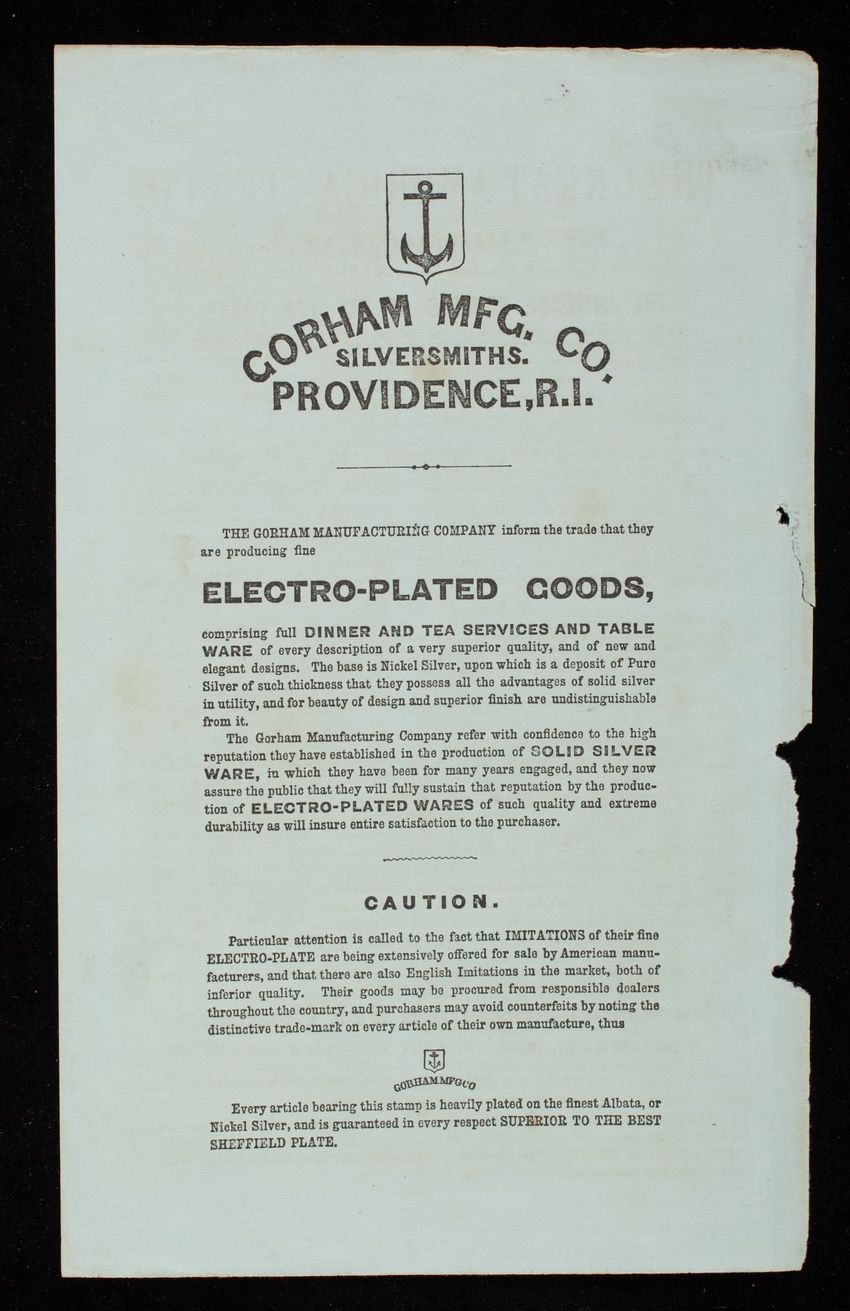 GORHAM MFG. CO.
SILVERSMITHS.
PROVIDENCE, R.I.
THE GORHAM MANUFACTURING COMPANY inform the trade that they
are producing fine
ELECTRO-PLATED GOODS,
comprising full DINNER AND TEA SERVICES AND TABLE
WARE of every description of a very superior quality, and of new and
elegant designs. The base is Nickel Silver, upon which is a deposit of Pure
Silver of such thickness that they possess all the advantages of solid silver
in utility, and for beauty of design and superior finish are undistinguishable
from it.
The Gorham Manufacturing Company refer with confidence to the high
reputation they have established in the production of SOLID SILVER
WARE, in which they have been for many years engaged, and they now
assure the public that they will fully sustain that reputation by the produc-
tion of ELECTRO-PLATED WARES of such quality and extreme
durability as will insure entire satisfaction to the purchaser.
CAUTION.
Particular attention is called to the fact that IMITATIONS of their fine
ELECTRO-PLATE are being extensively offered for sale by American manu-
facturers, and that there are also English Imitations in the market, both of
inferior quality. Their goods may be procured from responsible dealers
throughout the country, and purchasers may avoid counterfeits by noting the
distinctive trade-mark on every article of their own manufacture, thus
GORHAM MFG CO
Every article bearing this stamp is heavily plated on the finest Albata, or
Nickel Silver, and is guaranteed in every respect SUPERIOR TO THE BEST
SHEFFIELD PLATE.